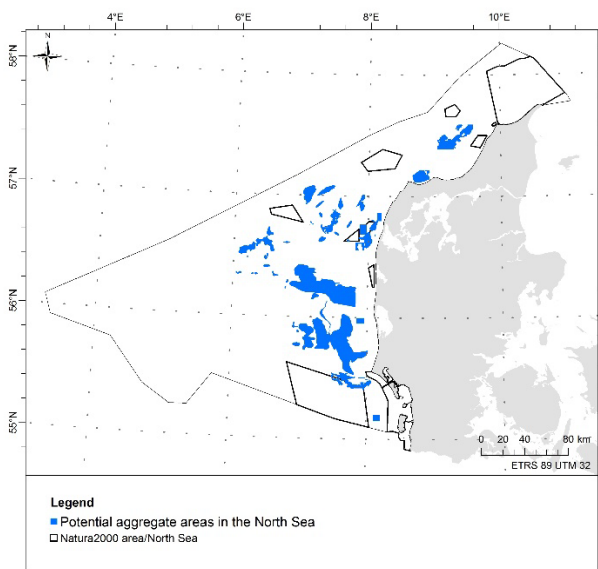 4°E 6°E 8°E 10°E
58°N
57°N
56°N
55°N
0 20 40 80 km
ETRS 89 UTM 32
Legend
Potential aggregate areas in the North Sea
Natura2000 area/North Sea